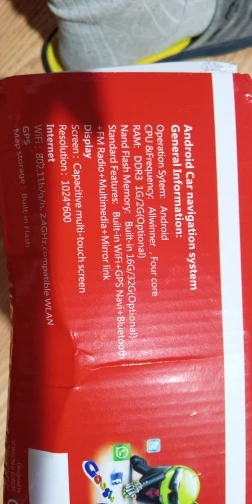 Android Car navigation system
General Information:
Operation Sytem: Android
CPU &Frequency: Allwinner Four core
RAM: DDR3 1G/2G(Optional)
Nand Flash Memory: Built-in 16G/32G(Optional)
Standard Features: Built-in WiFi+GPS Navi+Bluetooth
+FM Radio+Multimedia+Mirror link
Display
Screen: Capacitive multi-touch screen
Resolution: 1024*600
Internet
WiFi: 802.11b/g/n: 2.4GHz,compatible WLAN
GPS
Map storage Built-in Flash